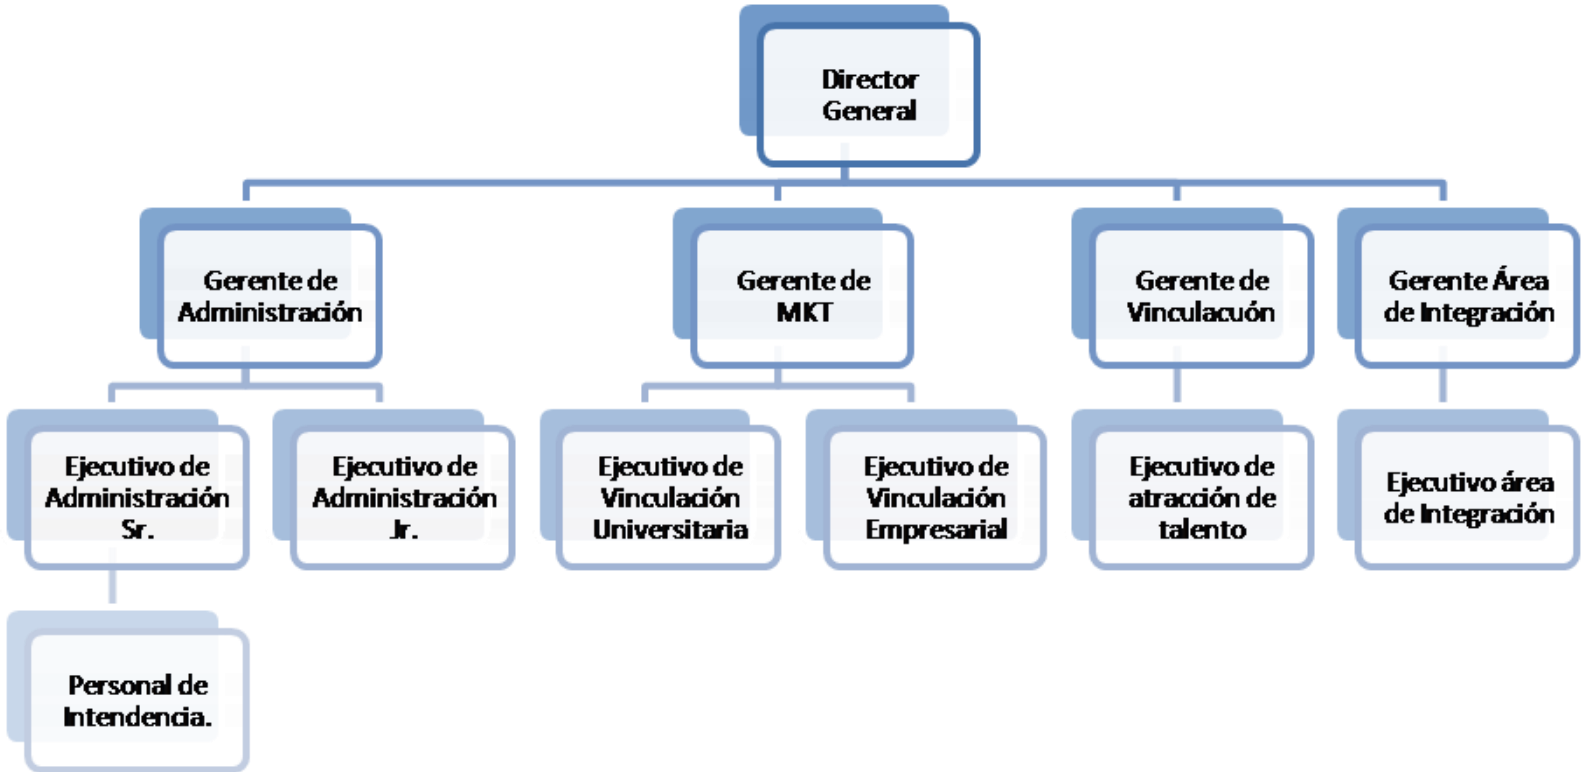 Director
General
Gerente de
Administración
Gerente de
MKT
Gerente de
Vinculacuón
Gerente Área
de Integración
Ejecutivo de
Administración
Sr.
Ejecutivo de
Administración
Jr.
Ejecutivo de
Vinculación
Universitaria
Ejecutivo de
Vinculación
Empresarial
Ejecutivo de
atracción de
talento
Ejecutivo área
de Integración
Personal de
Intendencia.